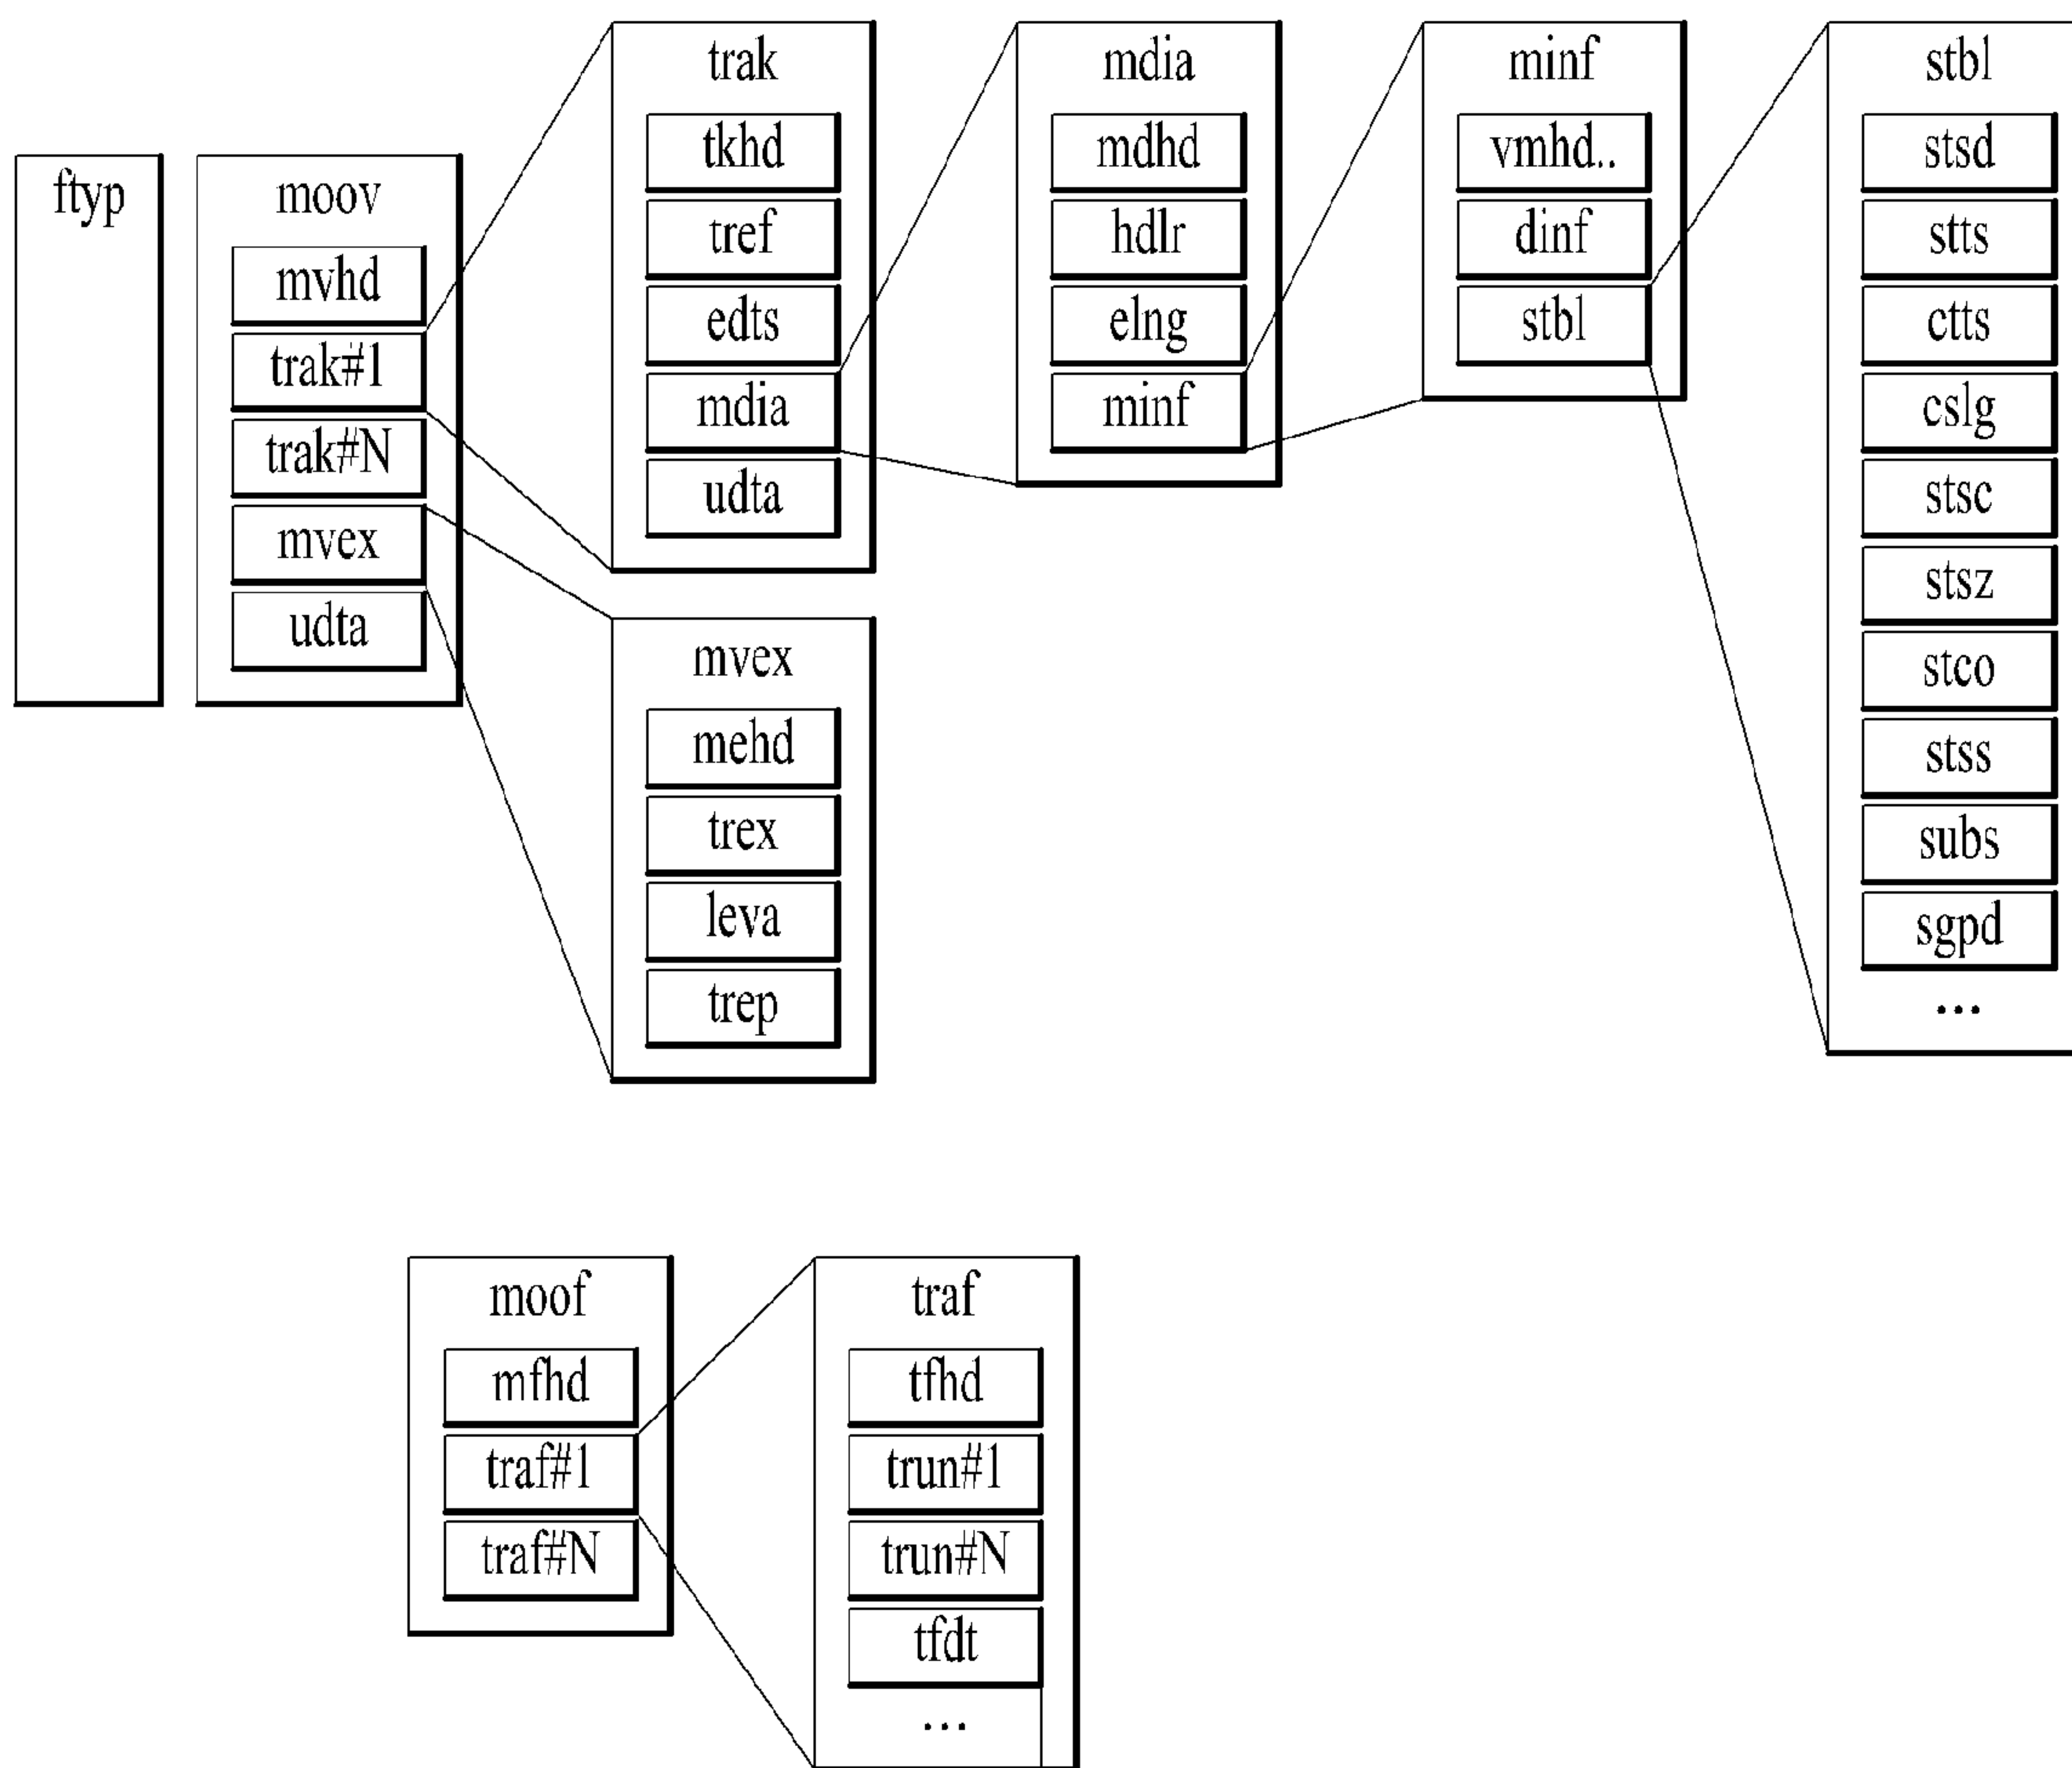 ftyp
moov
mvhd
trak#1
trak#N
mvex
udta
trak
tkhd
tref
edts
mdia
udta
mvex
mehd
trex
leva
trep
mdia
mdhd
hdlr
elng
minf
minf
vmhd..
dinf
stbl
stbl
stsd
stts
ctts
cslg
stsc
stsz
stco
stss
subs
sgpd
...
moof
mfhd
traf#1
traf#N
traf
tfhd
trun#1
trun#N
tfdt
...